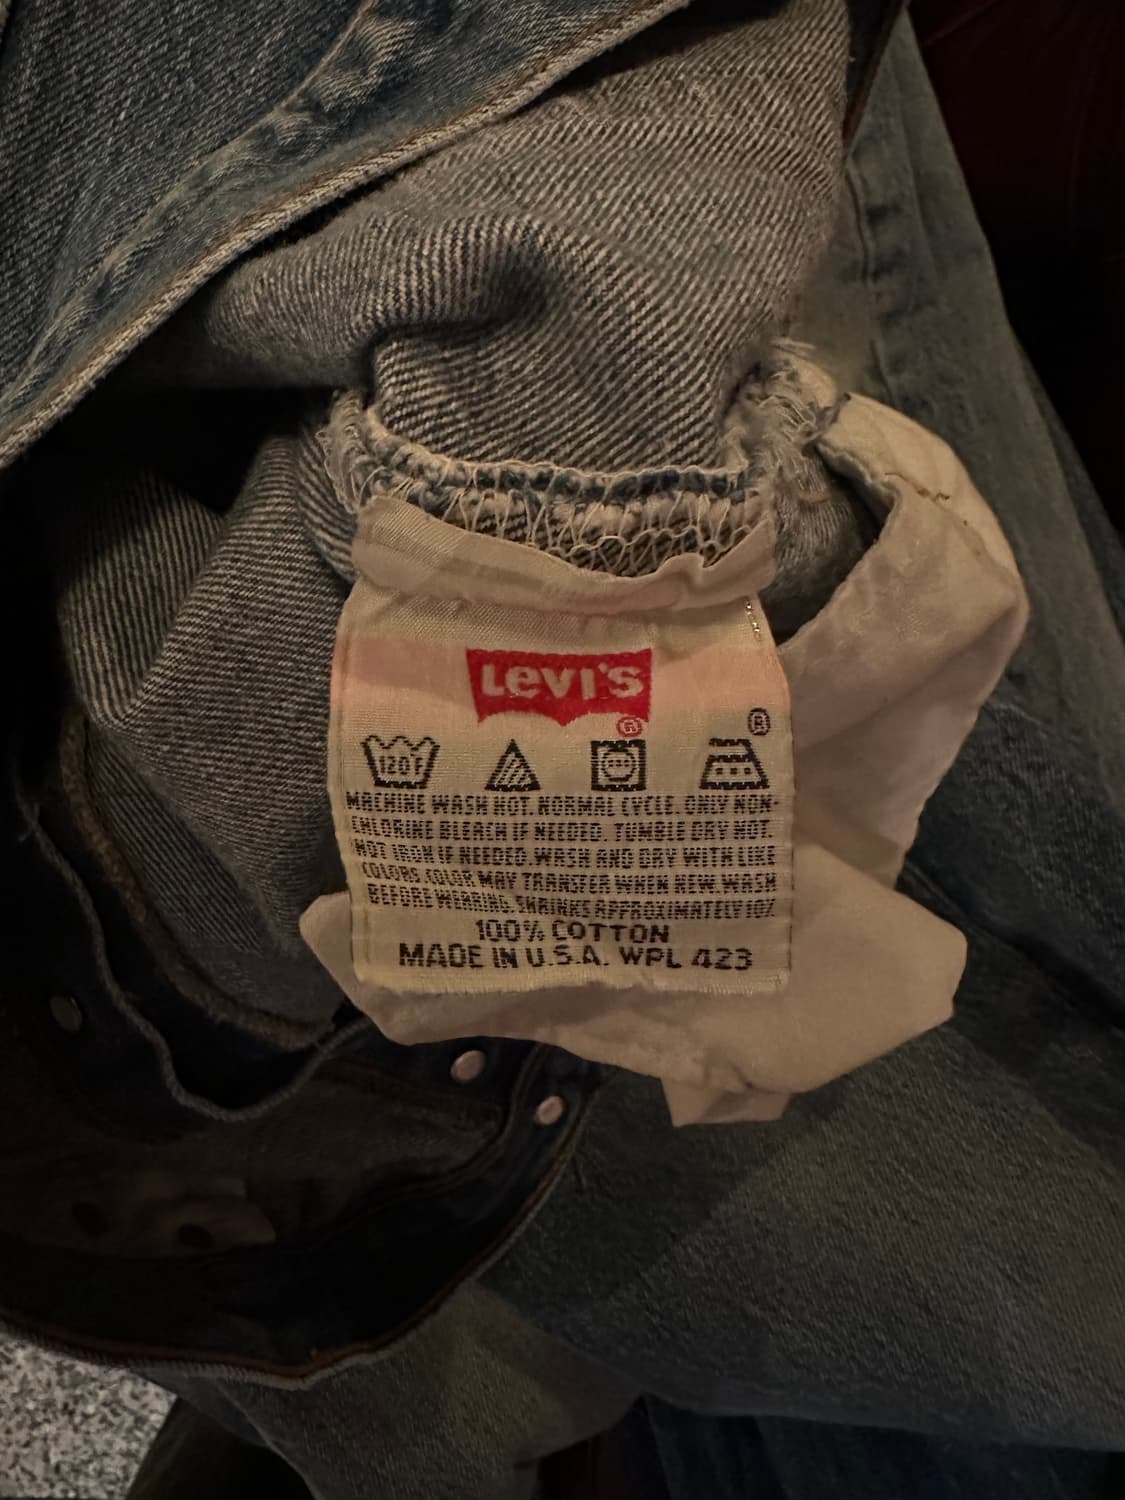 Levi's
®
®
120°F
MACHINE WASH HOT. NORMAL CYCLE. ONLY NON-
CHLORINE BLEACH IF NEEDED. TUMBLE DRY HOT.
HOT IRON IF NEEDED. WASH AND DRY WITH LIKE
COLORS. COLOR MAY TRANSFER WHEN NEW. WASH
BEFORE WEARING. SHRINKS APPROXIMATELY 10%.
100% COTTON
MADE IN U.S.A. WPL 423